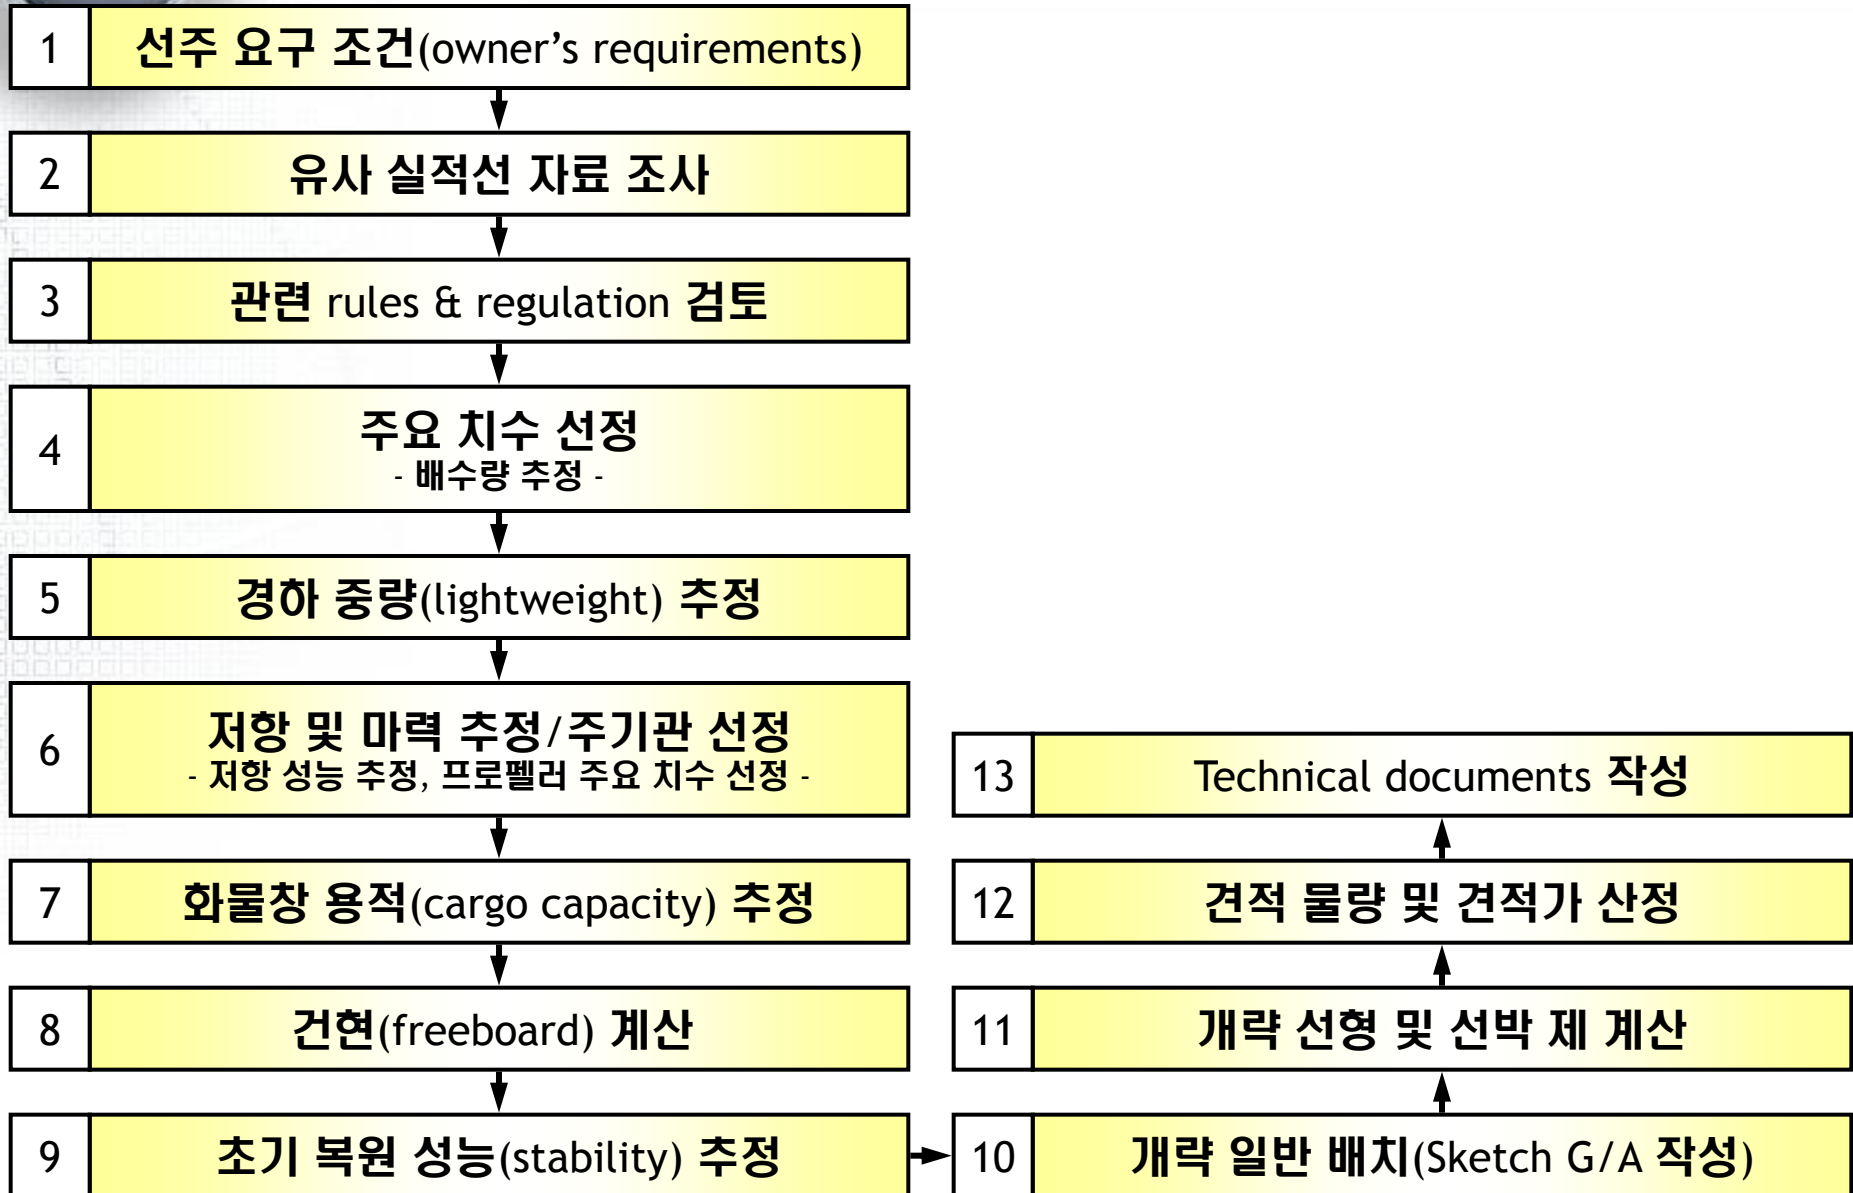 1
선주 요구 조건(owner’s requirements)
2
유사 실적선 자료 조사
3
관련 rules & regulation 검토
4
주요 치수 선정
- 배수량 추정 -
5
경하 중량(lightweight) 추정
6
저항 및 마력 추정/주기관 선정
- 저항 성능 추정, 프로펠러 주요 치수 선정 -
7
화물창 용적(cargo capacity) 추정
8
건현(freeboard) 계산
9
초기 복원 성능(stability) 추정
10
개략 일반 배치(Sketch G/A 작성)
11
개략 선형 및 선박 제 계산
12
견적 물량 및 견적가 산정
13
Technical documents 작성